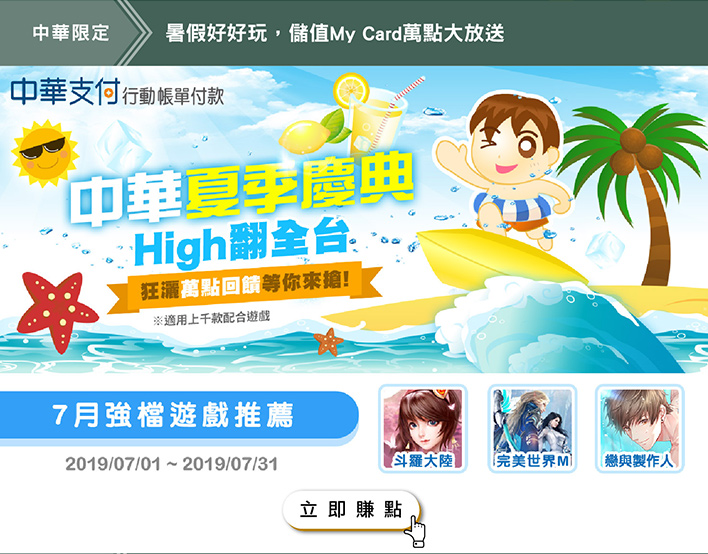 中華限定
暑假好好玩，儲值My Card萬點大放送
中華支付行動帳單付款
中華夏季慶典
High翻全台
狂灑萬點回饋等你來搶!
※適用上千款配合遊戲
7月強檔遊戲推薦
2019/07/01 ~ 2019/07/31
斗羅大陸
完美世界M
戀與製作人
立即賺點